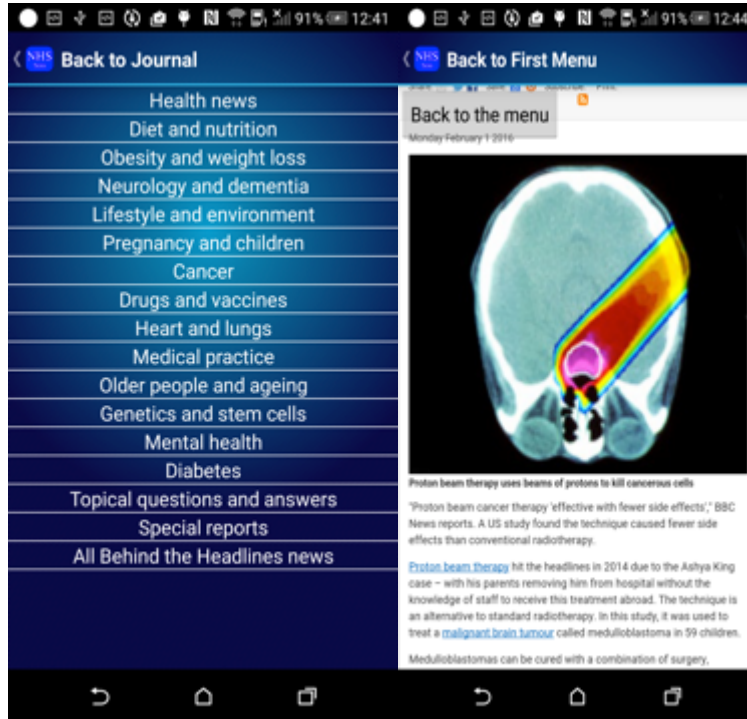 91% 12:41
NHS
News
Back to Journal
Health news
Diet and nutrition
Obesity and weight loss
Neurology and dementia
Lifestyle and environment
Pregnancy and children
Cancer
Drugs and vaccines
Heart and lungs
Medical practice
Older people and ageing
Genetics and stem cells
Mental health
Diabetes
Topical questions and answers
Special reports
All Behind the Headlines news
91% 12:44
NHS
News
Back to First Menu
Share Save Subscribe Print
Back to the menu
Monday February 1 2016
Proton beam therapy uses beams of protons to kill cancerous cells
"Proton beam cancer therapy 'effective with fewer side effects'," BBC
News reports. A US study found the technique caused fewer side
effects than conventional radiotherapy.
Proton beam therapy hit the headlines in 2014 due to the Ashya King
case – with his parents removing him from hospital without the
knowledge of staff to receive this treatment abroad. The technique is
an alternative to standard radiotherapy. In this study, it was used to
treat a malignant brain tumour called medulloblastoma in 59 children.
Medulloblastomas can be cured with a combination of surgery,